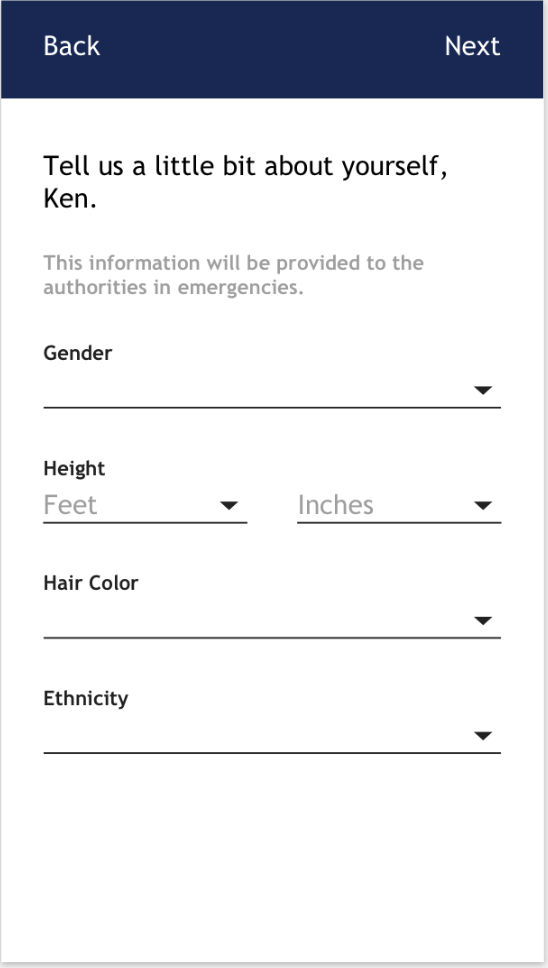 Back Next
Tell us a little bit about yourself,
Ken.
This information will be provided to the
authorities in emergencies.
Gender
Height
Feet Inches
Hair Color
Ethnicity